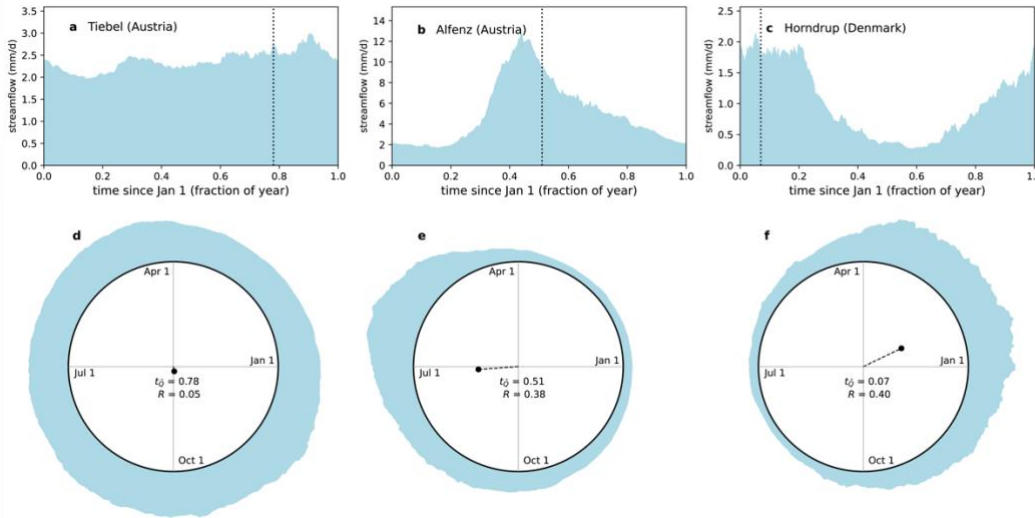 a Tiebel (Austria)
3.5
3.0
2.5
2.0
1.5
1.0
0.5
0.0
streamflow (mm/d)
0.0 0.2 0.4 0.6 0.8 1.0
time since Jan 1 (fraction of year)
b Alfenz (Austria)
14
12
10
8
6
4
2
0
streamflow (mm/d)
0.0 0.2 0.4 0.6 0.8 1.0
time since Jan 1 (fraction of year)
c Horndrup (Denmark)
2.5
2.0
1.5
1.0
0.5
0.0
streamflow (mm/d)
0.0 0.2 0.4 0.6 0.8 1.0
time since Jan 1 (fraction of year)
d
Apr 1
Jan 1
Jul 1
t_Q̄ = 0.78
R = 0.05
Oct 1
e
Apr 1
Jan 1
Jul 1
t_Q̄ = 0.51
R = 0.38
Oct 1
f
Apr 1
Jan 1
Jul 1
t_Q̄ = 0.07
R = 0.40
Oct 1